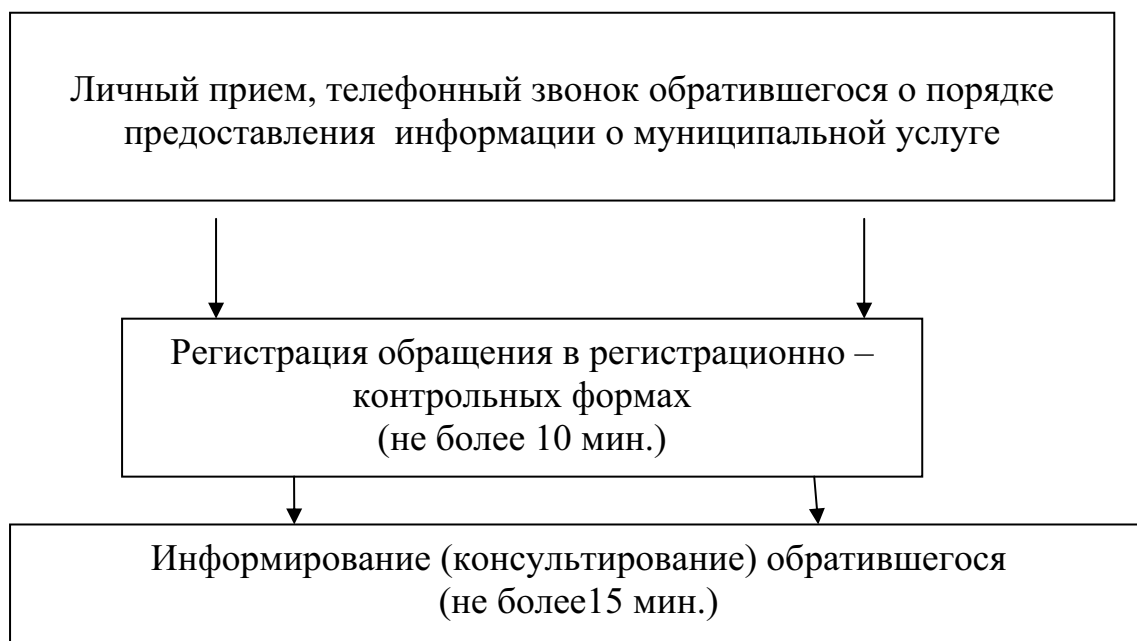 Личный прием, телефонный звонок обратившегося о порядке
предоставления  информации о муниципальной услуге
Регистрация обращения в регистрационно –
контрольных формах
(не более 10 мин.)
Информирование (консультирование) обратившегося
(не более15 мин.)